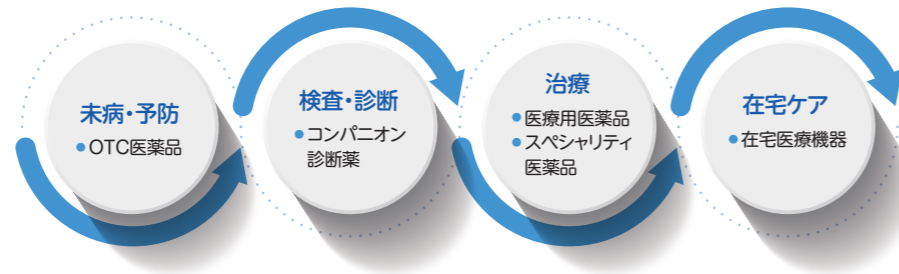 未病・予防
●OTC医薬品
検査・診断
●コンパニオン
診断薬
治療
●医療用医薬品
●スペシャリティ
医薬品
在宅ケア
●在宅医療機器